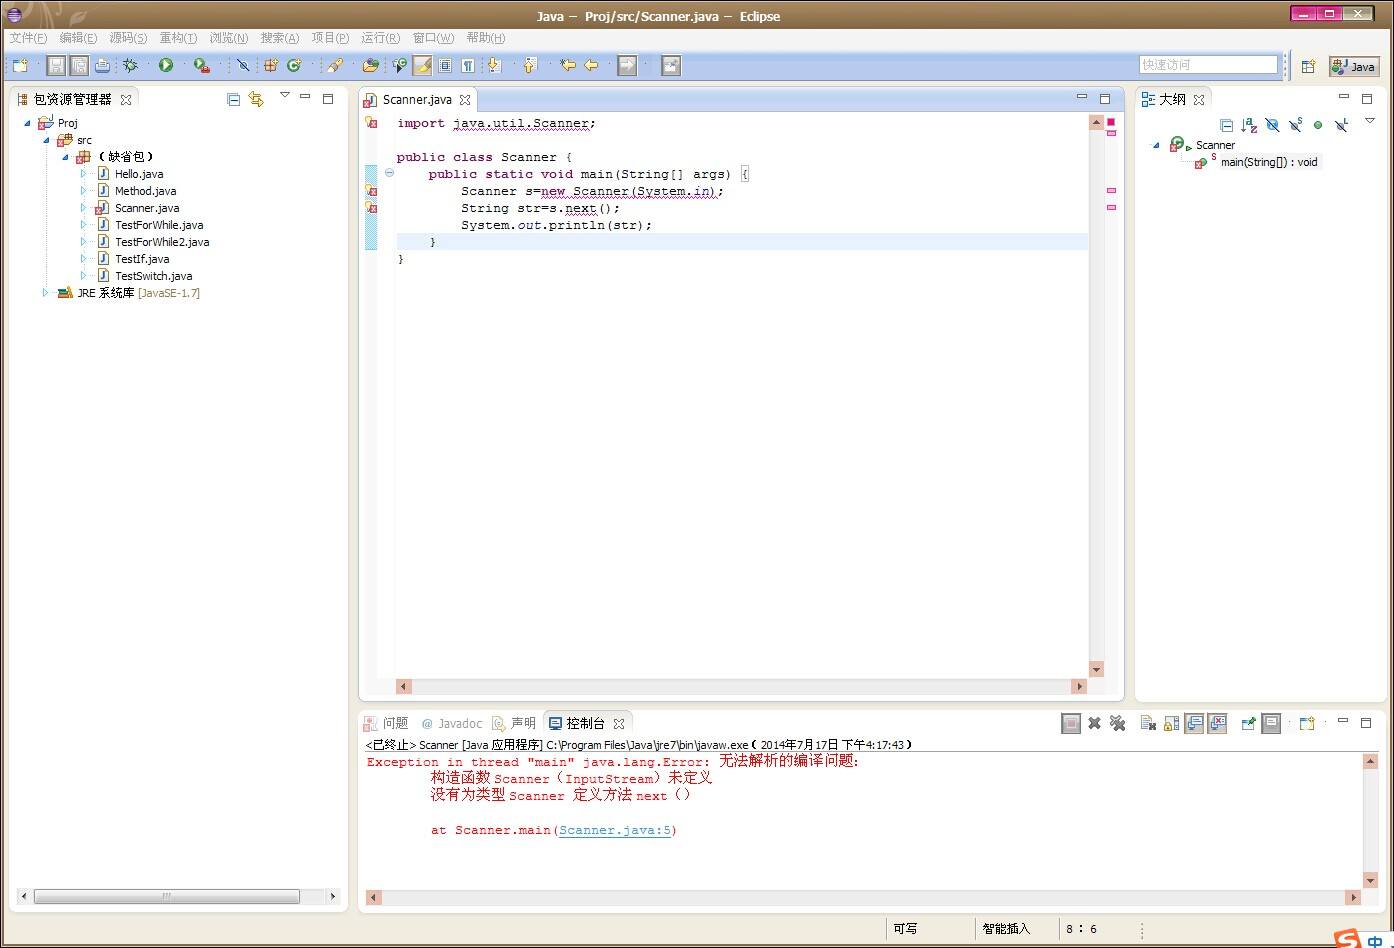 Java － Proj/src/Scanner.java － Eclipse
文件(F) 编辑(E) 源码(S) 重构(T) 浏览(N) 搜索(A) 项目(P) 运行(R) 窗口(W) 帮助(H)
快速访问 Java
包资源管理器
Proj
src
（缺省包）
Hello.java
Method.java
Scanner.java
TestForWhile.java
TestForWhile2.java
TestIf.java
TestSwitch.java
JRE 系统库 [JavaSE-1.7]
Scanner.java
import java.util.Scanner;
public class Scanner {
public static void main(String[] args) {
Scanner s=new Scanner(System.in);
String str=s.next();
System.out.println(str);
}
}
大纲
Scanner
main(String[]) : void
问题 @ Javadoc 声明 控制台
<已终止> Scanner [Java 应用程序] C:\Program Files\Java\jre7\bin\javaw.exe（2014年7月17日 下午4:17:43）
Exception in thread "main" java.lang.Error: 无法解析的编译问题：
构造函数 Scanner（InputStream）未定义
没有为类型 Scanner 定义方法 next（）
at Scanner.main(Scanner.java:5)
可写 智能插入 8 : 6
S 中